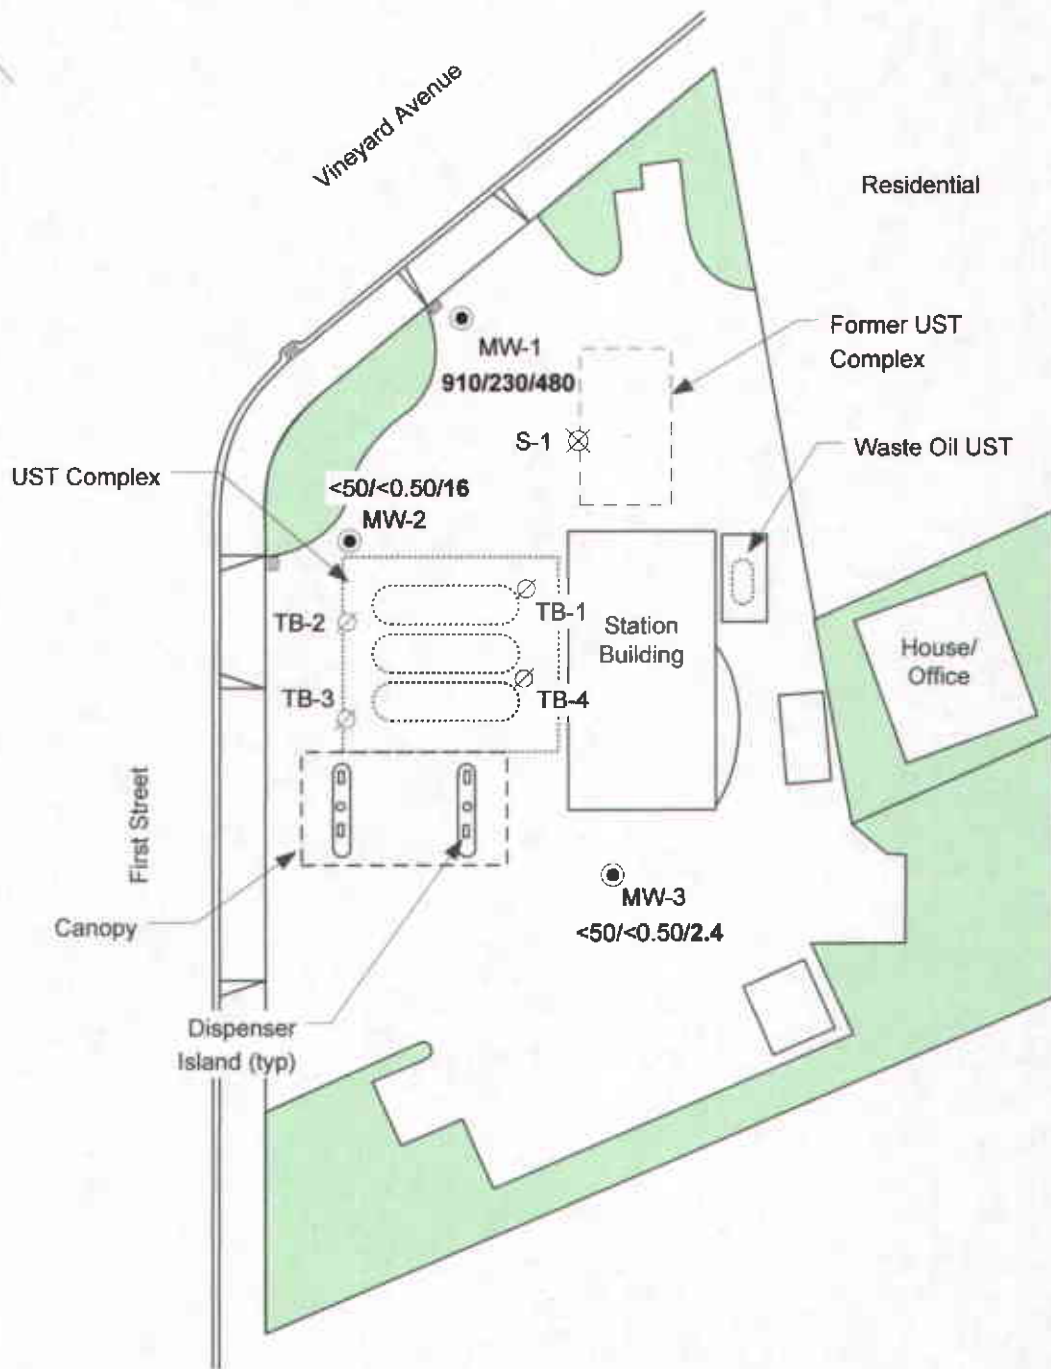 Vineyard Avenue
Residential
Former UST
Complex
MW-1
910/230/480
S-1
Waste Oil UST
UST Complex
<50/<0.50/16
MW-2
TB-1
TB-2
Station
Building
House/
Office
TB-3
TB-4
First Street
MW-3
<50/<0.50/2.4
Canopy
Dispenser
Island (typ)